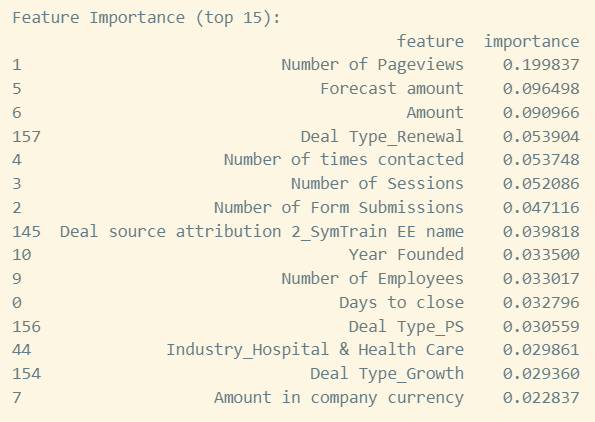 Feature Importance (top 15):
feature importance
1 Number of Pageviews 0.199837
5 Forecast amount 0.096498
6 Amount 0.090966
157 Deal Type_Renewal 0.053904
4 Number of times contacted 0.053748
3 Number of Sessions 0.052086
2 Number of Form Submissions 0.047116
145 Deal source attribution 2_SymTrain EE name 0.039818
10 Year Founded 0.033500
9 Number of Employees 0.033017
0 Days to close 0.032796
156 Deal Type_PS 0.030559
44 Industry_Hospital & Health Care 0.029861
154 Deal Type_Growth 0.029360
7 Amount in company currency 0.022837